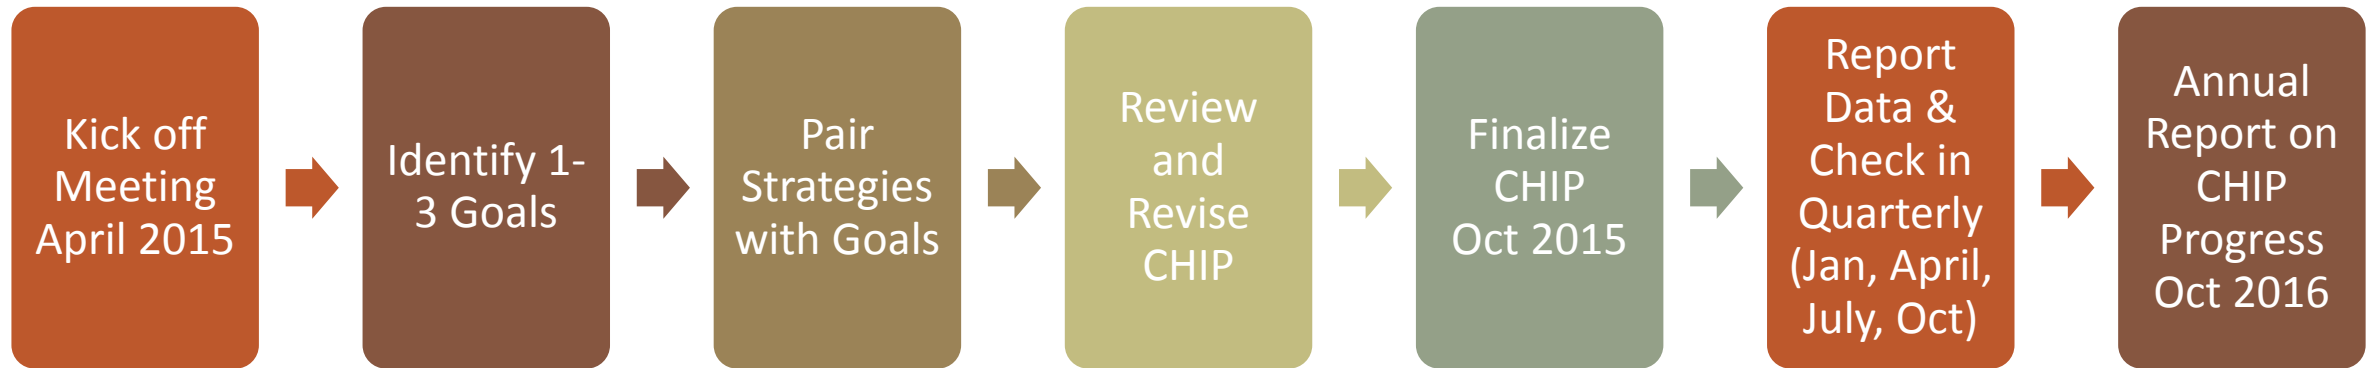 Kick off
Meeting
April 2015
Identify 1-
3 Goals
Pair
Strategies
with Goals
Review
and
Revise
CHIP
Finalize
CHIP
Oct 2015
Report
Data &
Check in
Quarterly
(Jan, April,
July, Oct)
Annual
Report on
CHIP
Progress
Oct 2016